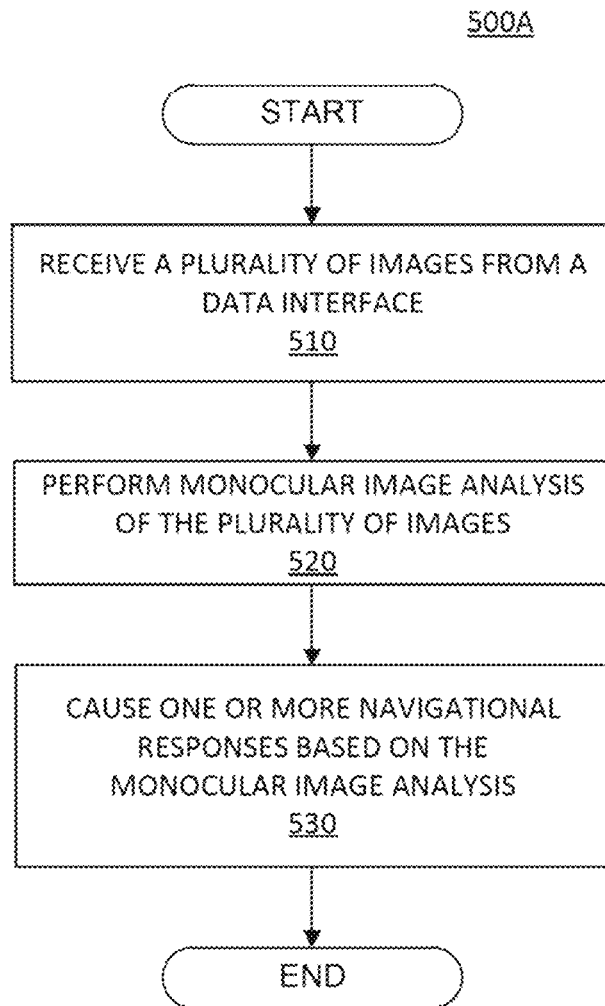 500A
START
RECEIVE A PLURALITY OF IMAGES FROM A
DATA INTERFACE
510
PERFORM MONOCULAR IMAGE ANALYSIS
OF THE PLURALITY OF IMAGES
520
CAUSE ONE OR MORE NAVIGATIONAL
RESPONSES BASED ON THE
MONOCULAR IMAGE ANALYSIS
530
END